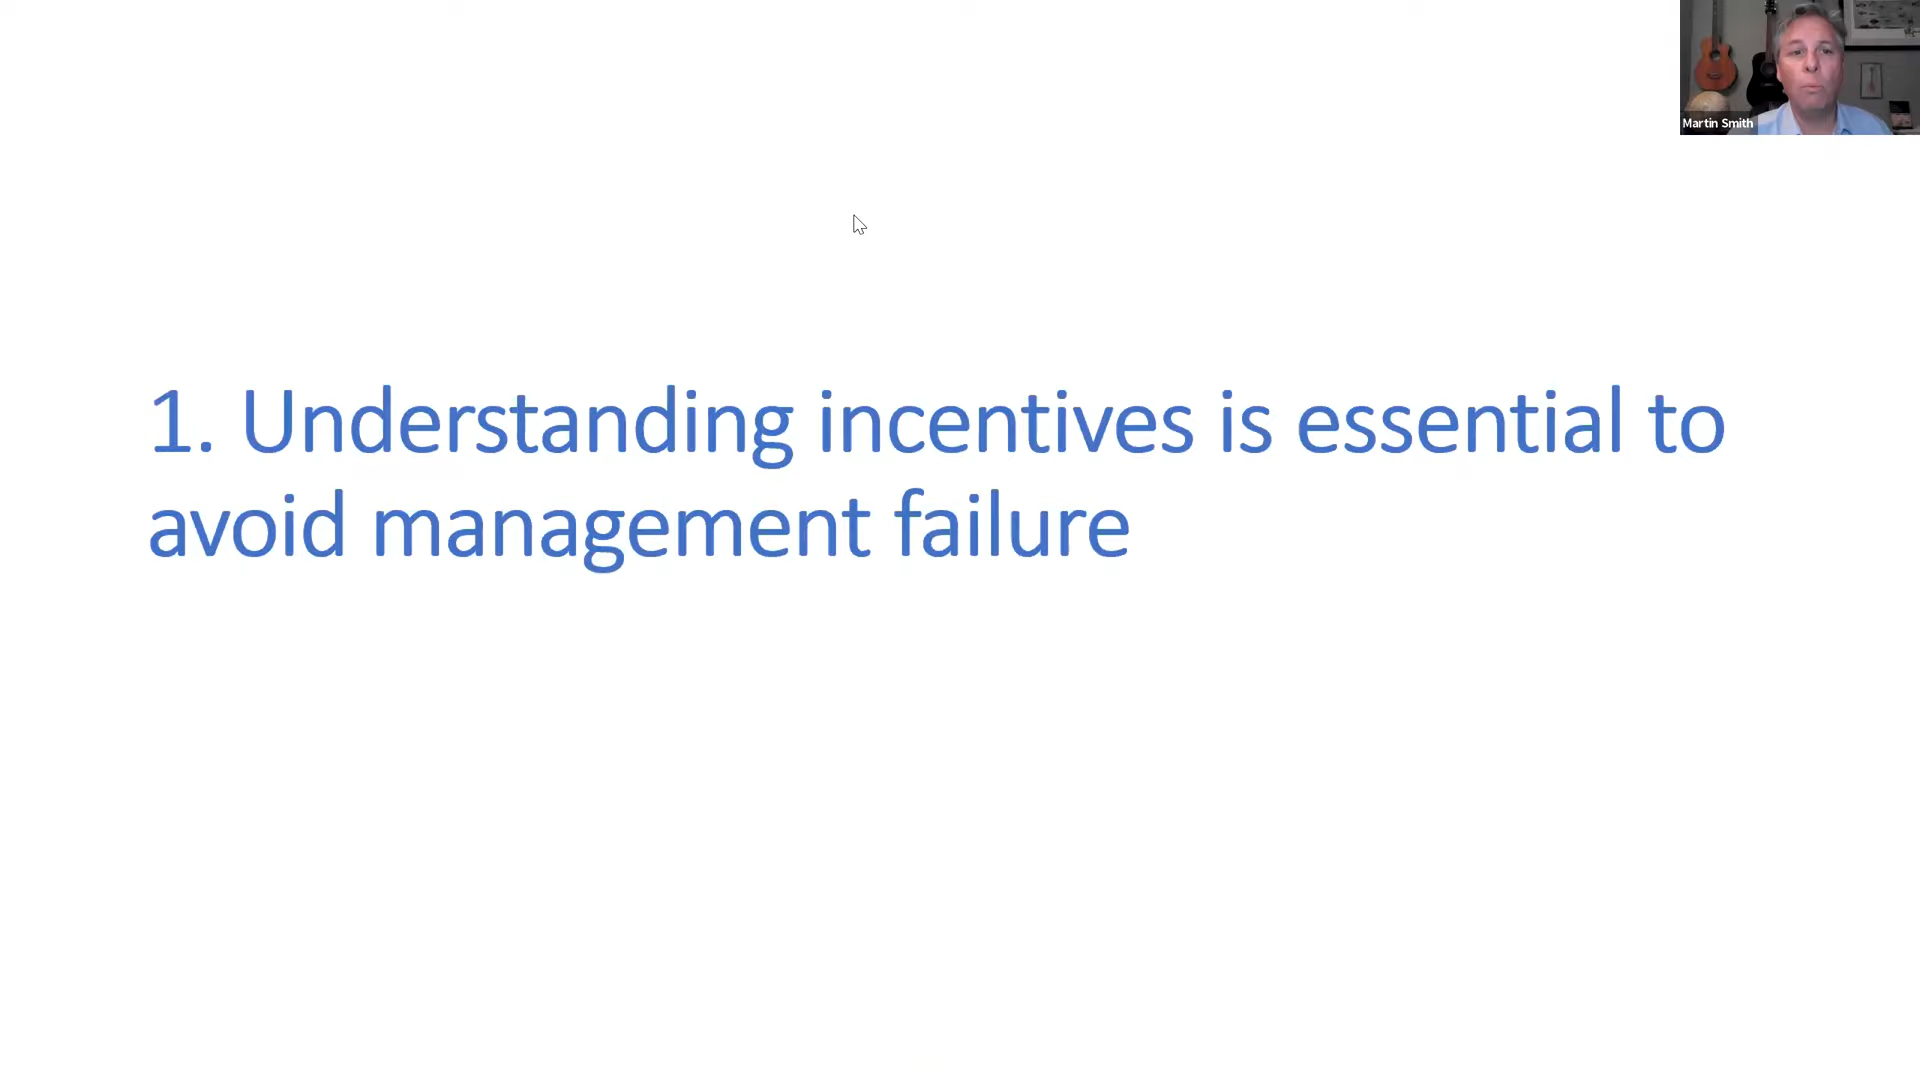 Martin Smith
1. Understanding incentives is essential to
avoid management failure